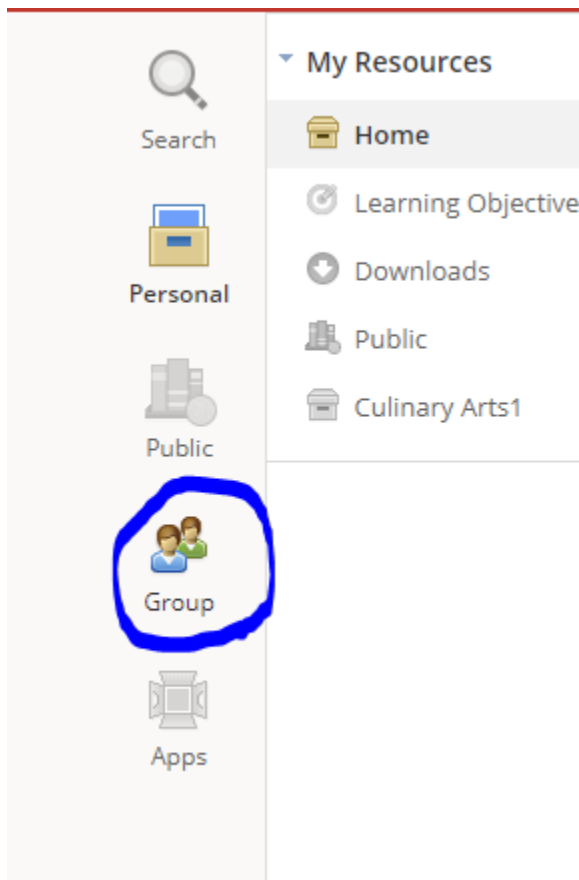 Search
Personal
Public
Group
Apps
My Resources
Home
Learning Objective
Downloads
Public
Culinary Arts1